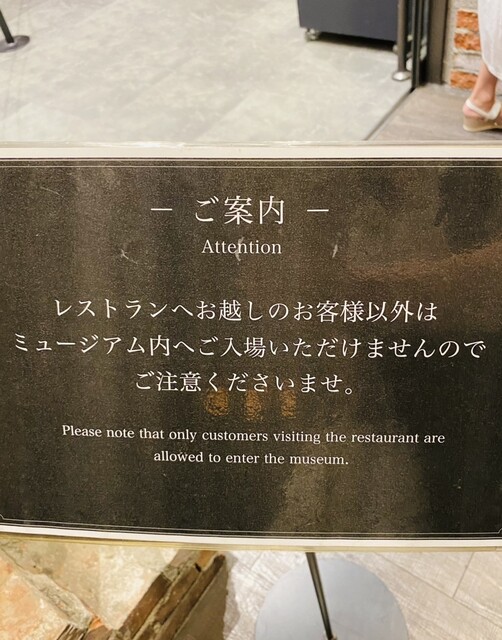 ― ご案内 ―
Attention
レストランへお越しのお客様以外は
ミュージアム内へご入場いただけませんので
ご注意くださいませ。
Please note that only customers visiting the restaurant are
allowed to enter the museum.